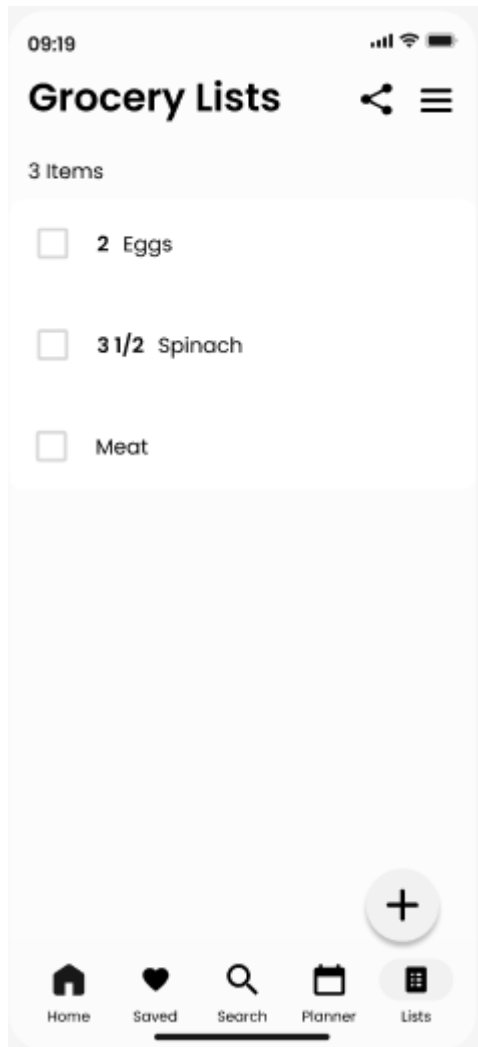 09:19
Grocery Lists
3 Items
2 Eggs
3 1/2 Spinach
Meat
Home Saved Search Planner Lists